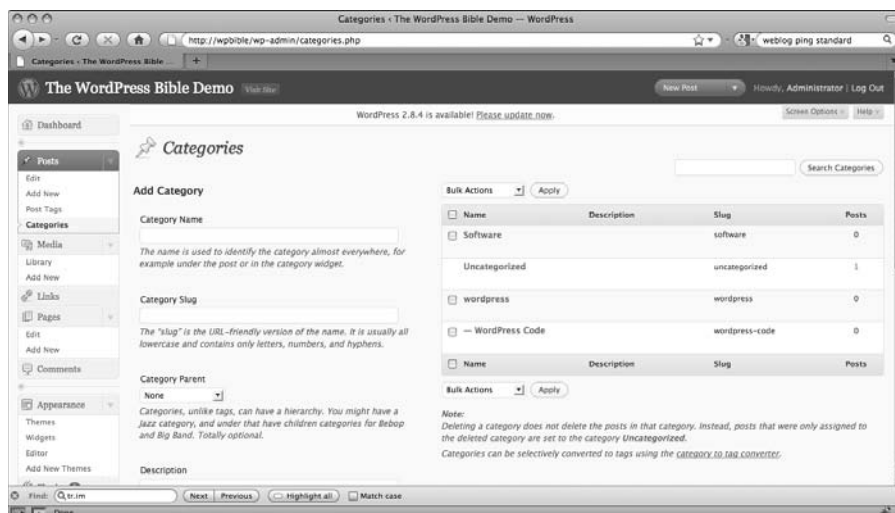 Categories ‹ The WordPress Bible Demo — WordPress
http://wpbible/wp-admin/categories.php
weblog ping standard
Categories ‹ The WordPress Bible ...
The WordPress Bible Demo
Visit Site
New Post
Howdy, Administrator | Log Out
WordPress 2.8.4 is available! Please update now.
Screen Options
Help
Dashboard
Posts
Edit
Add New
Post Tags
Categories
Media
Library
Add New
Links
Pages
Edit
Add New
Comments
Appearance
Themes
Widgets
Editor
Add New Themes
Categories
Search Categories
Add Category
Category Name
The name is used to identify the category almost everywhere, for
example under the post or in the category widget.
Category Slug
The "slug" is the URL-friendly version of the name. It is usually all
lowercase and contains only letters, numbers, and hyphens.
Category Parent
None
Categories, unlike tags, can have a hierarchy. You might have a
Jazz category, and under that have children categories for Bebop
and Big Band. Totally optional.
Description
Bulk Actions Apply
Name Description Slug Posts
Software software 0
Uncategorized uncategorized 1
wordpress wordpress 0
— WordPress Code wordpress-code 0
Name Description Slug Posts
Bulk Actions Apply
Note:
Deleting a category does not delete the posts in that category. Instead, posts that were only assigned to
the deleted category are set to the category Uncategorized.
Categories can be selectively converted to tags using the category to tag converter.
Find: tr.im Next Previous Highlight all Match case
Done